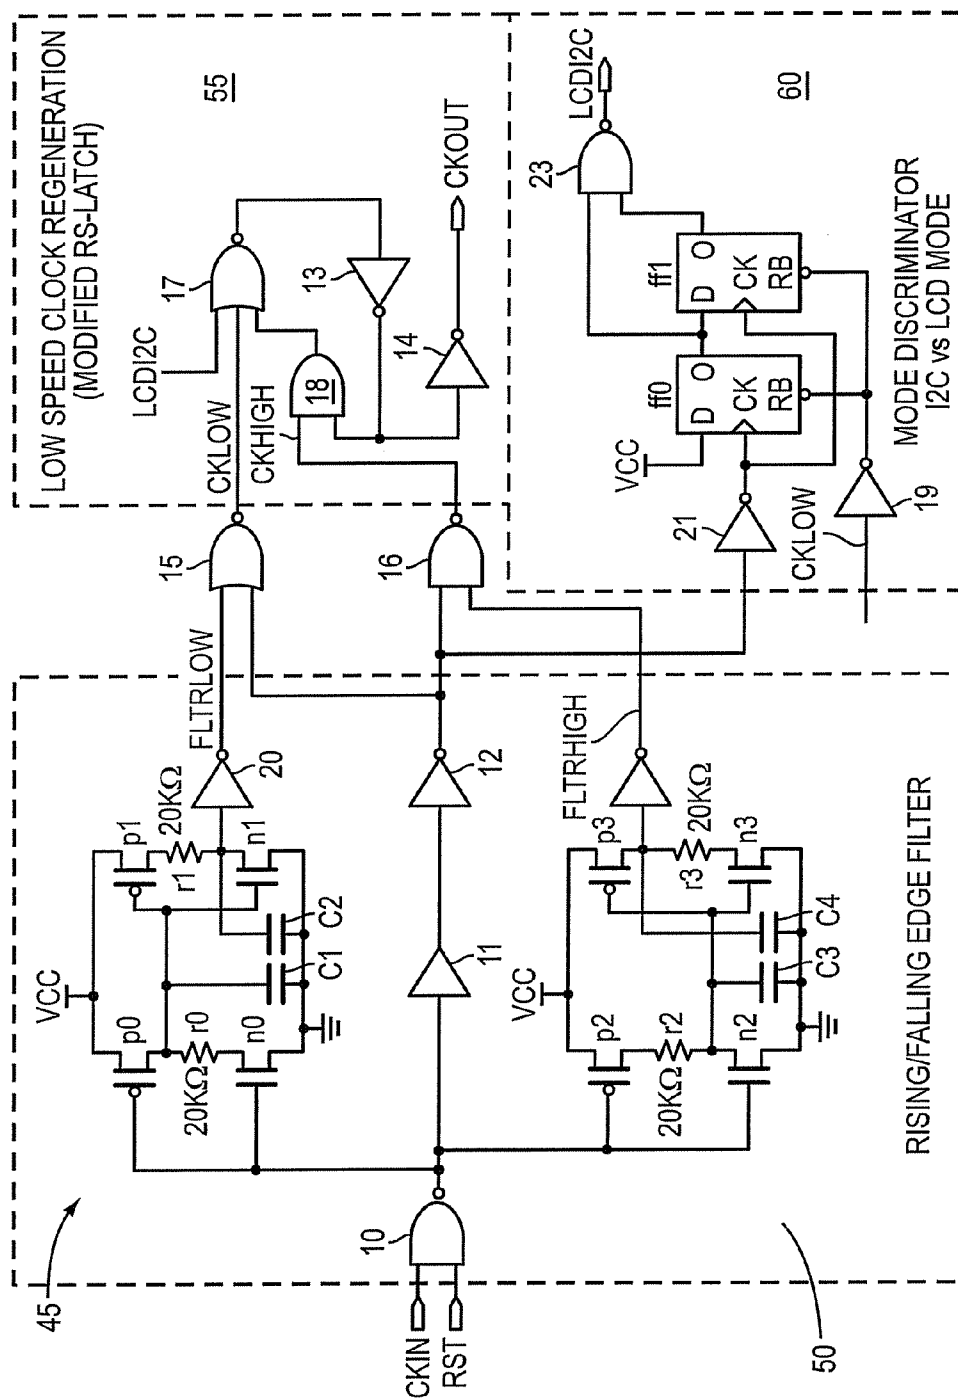 LOW SPEED CLOCK REGENERATION
(MODIFIED RS-LATCH)
55
LCDI2C
17
CKLOW
CKHIGH
18
13
14
CKOUT
15
16
FLTRLOW
FLTRHIGH
VCC
p0
r0
20KΩ
n0
C1
C2
p1
r1
20KΩ
n1
20
11
12
VCC
p2
r2
20KΩ
n2
C3
C4
p3
r3
20KΩ
n3
RISING/FALLING EDGE FILTER
45
10
CKIN
RST
50
MODE DISCRIMINATOR
I2C vs LCD MODE
60
LCDI2C
23
VCC
ff0
D
O
CK
RB
ff1
D
O
CK
RB
21
CKLOW
19